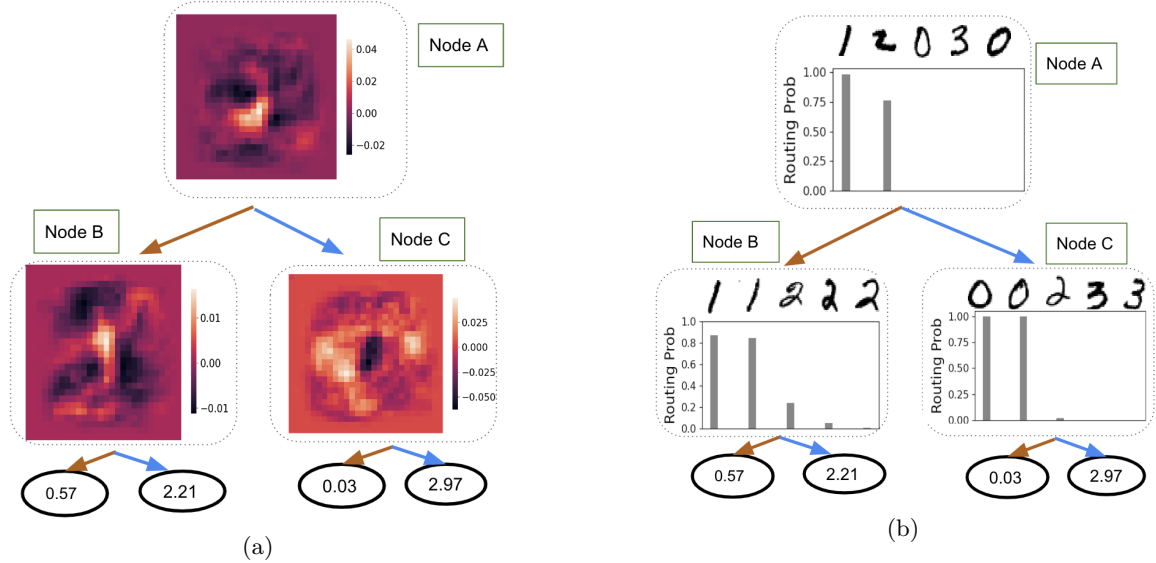 Node A
0.04
0.02
0.00
−0.02
Node B
Node C
0.01
0.00
−0.01
0.025
0.000
−0.025
−0.050
0.57
2.21
0.03
2.97
(a)
1 2 0 3 0
Node A
Routing Prob
1.00
0.75
0.50
0.25
0.00
Node B
Node C
1 1 2 2 2
Routing Prob
1.0
0.8
0.6
0.4
0.2
0.0
0 0 2 3 3
Routing Prob
1.00
0.75
0.50
0.25
0.00
0.57
2.21
0.03
2.97
(b)